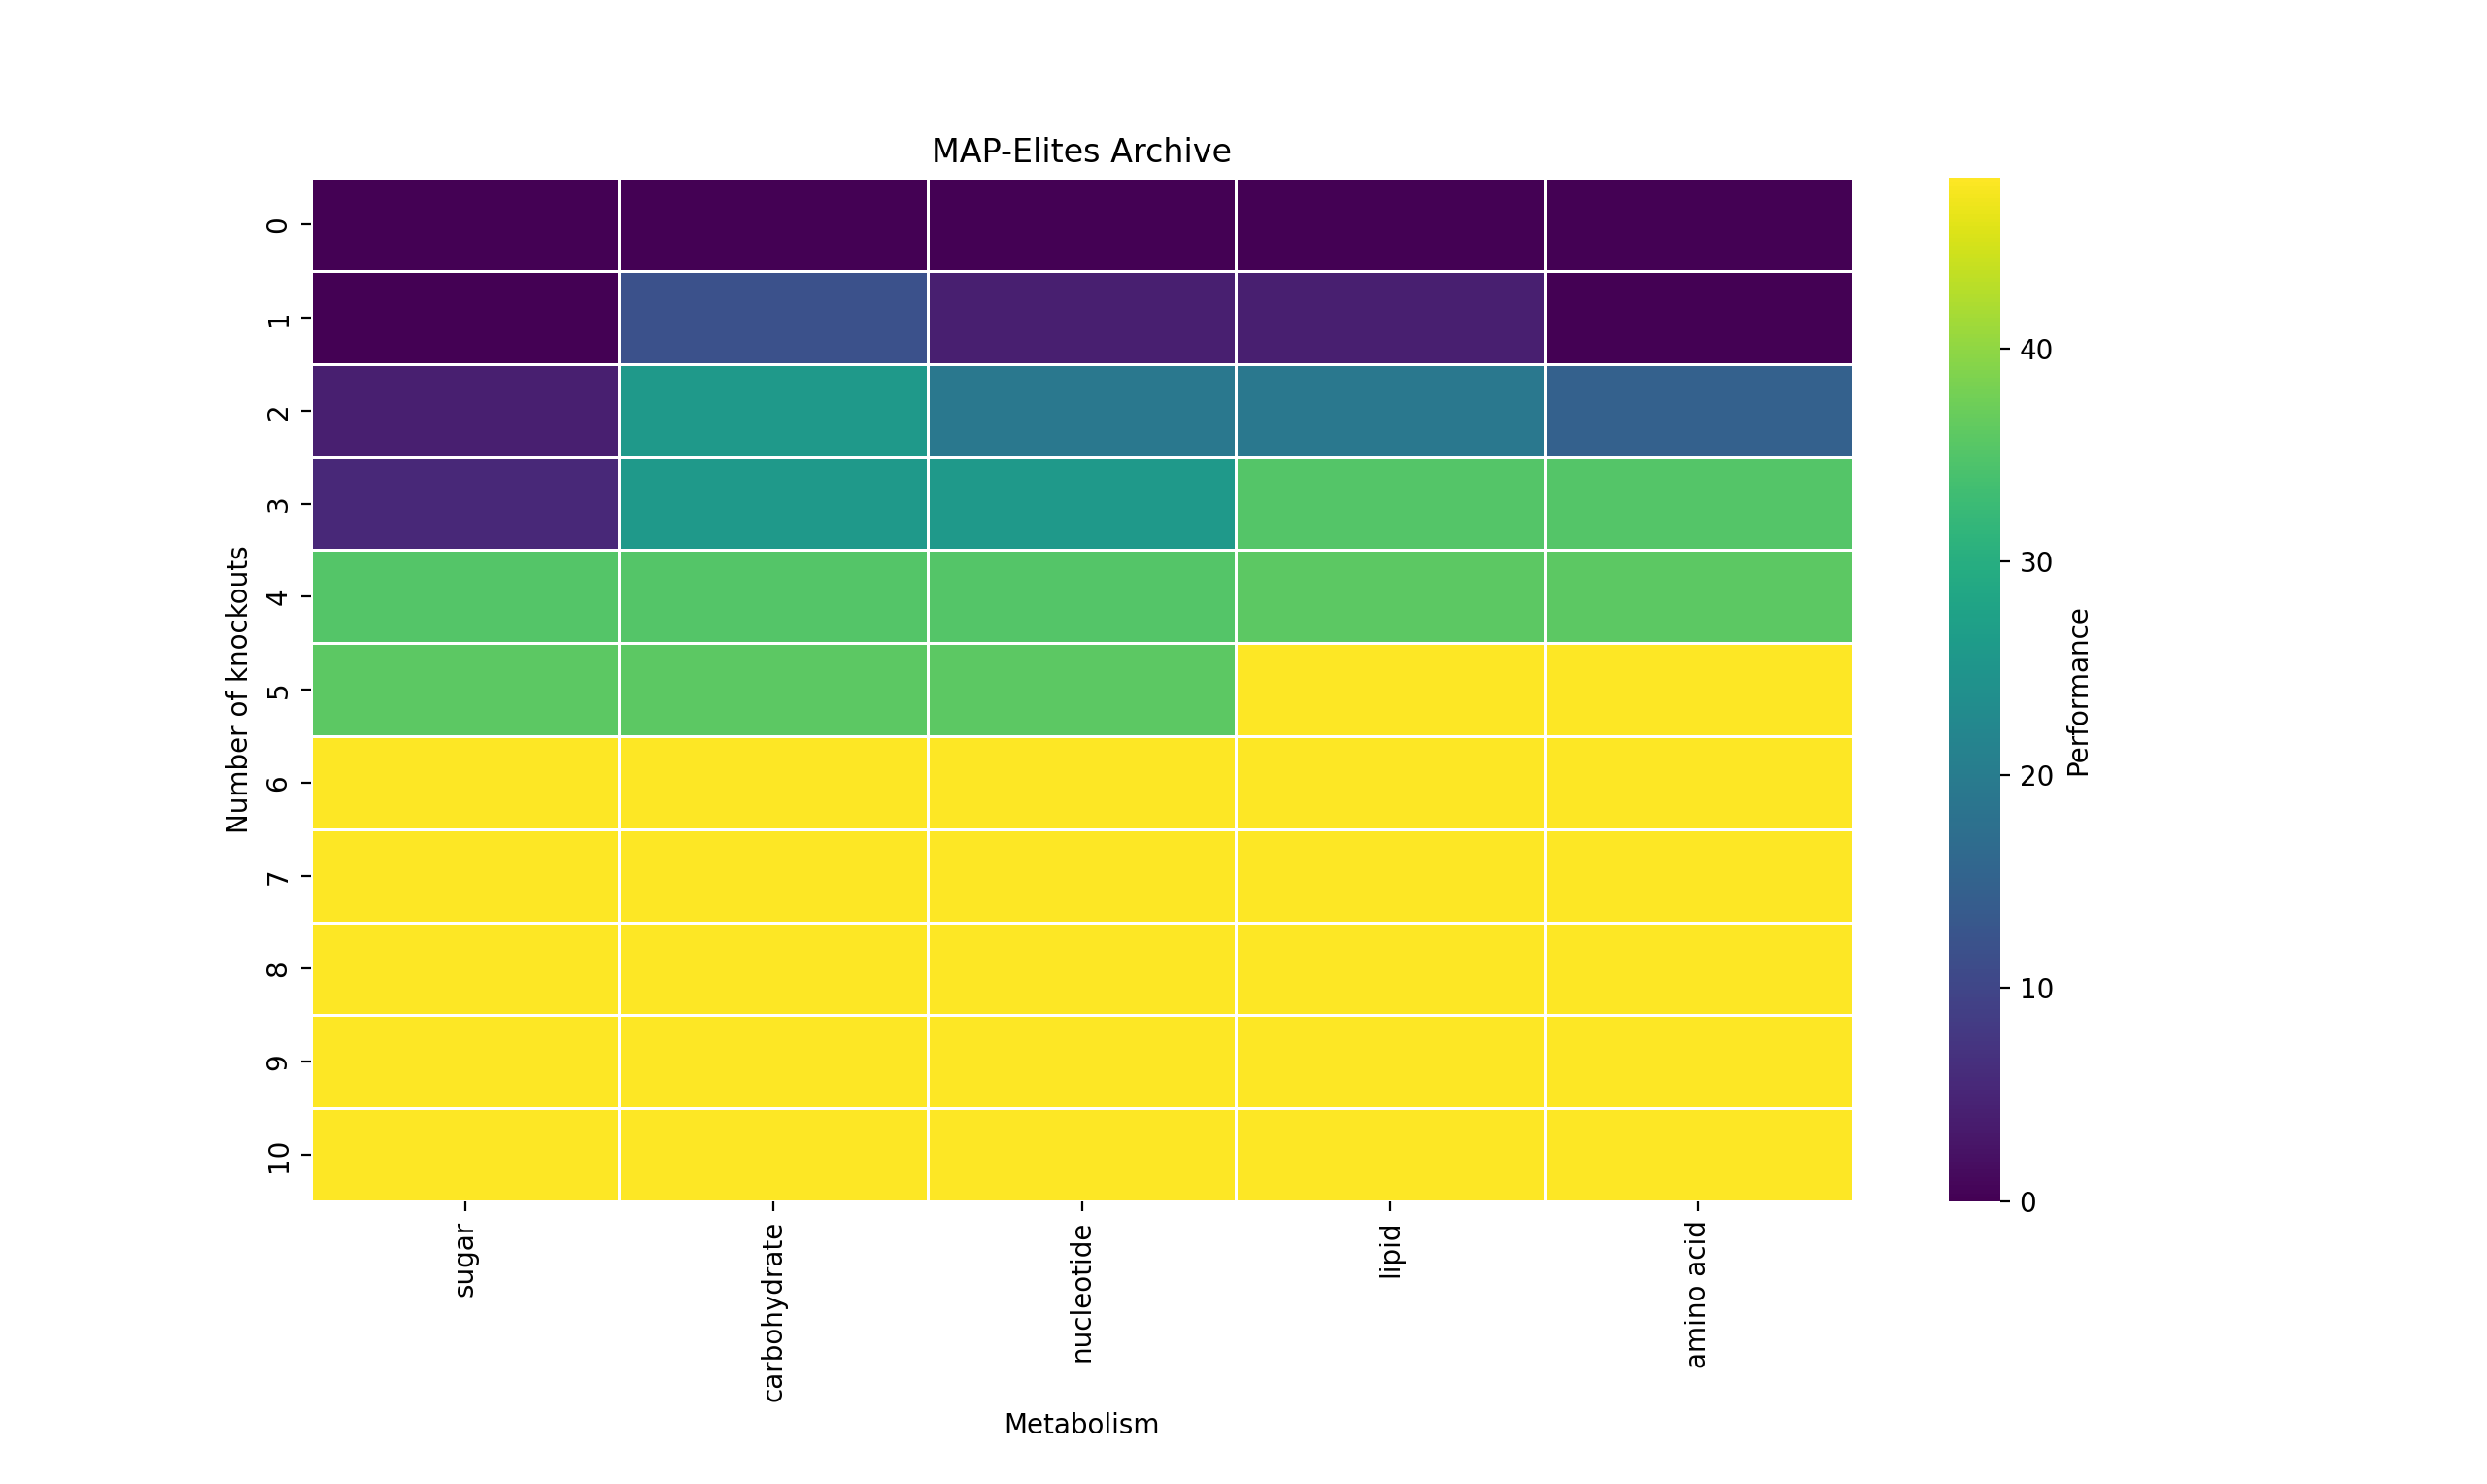 MAP-Elites Archive
Number of knockouts
0
1
2
3
4
5
6
7
8
9
10
sugar
carbohydrate
nucleotide
lipid
amino acid
Metabolism
40
30
20
10
0
Performance